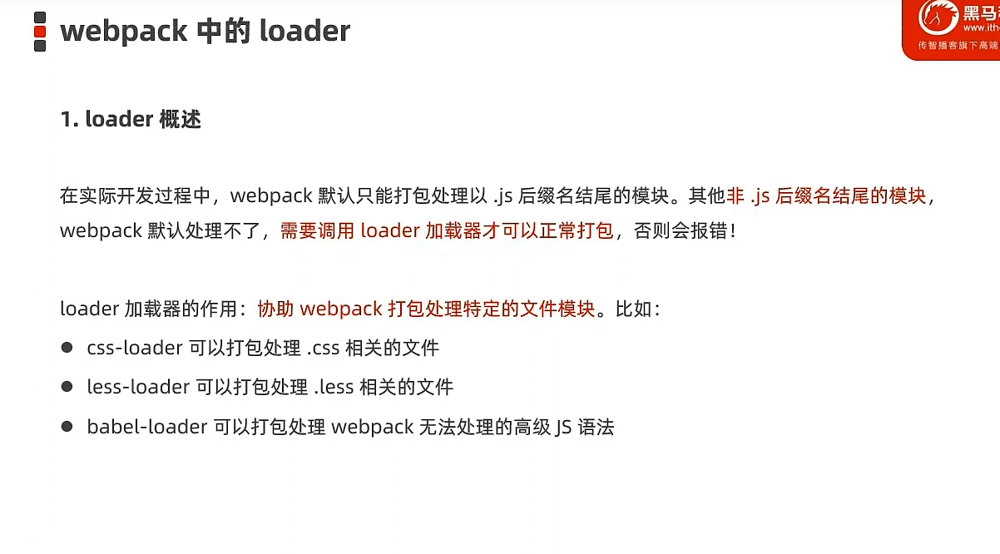 webpack 中的 loader
黑马
www.ith
传智播客旗下高端
1. loader 概述
在实际开发过程中，webpack 默认只能打包处理以 .js 后缀名结尾的模块。其他非 .js 后缀名结尾的模块，
webpack 默认处理不了，需要调用 loader 加载器才可以正常打包，否则会报错！
loader 加载器的作用：协助 webpack 打包处理特定的文件模块。比如：
● css-loader 可以打包处理 .css 相关的文件
● less-loader 可以打包处理 .less 相关的文件
● babel-loader 可以打包处理 webpack 无法处理的高级 JS 语法